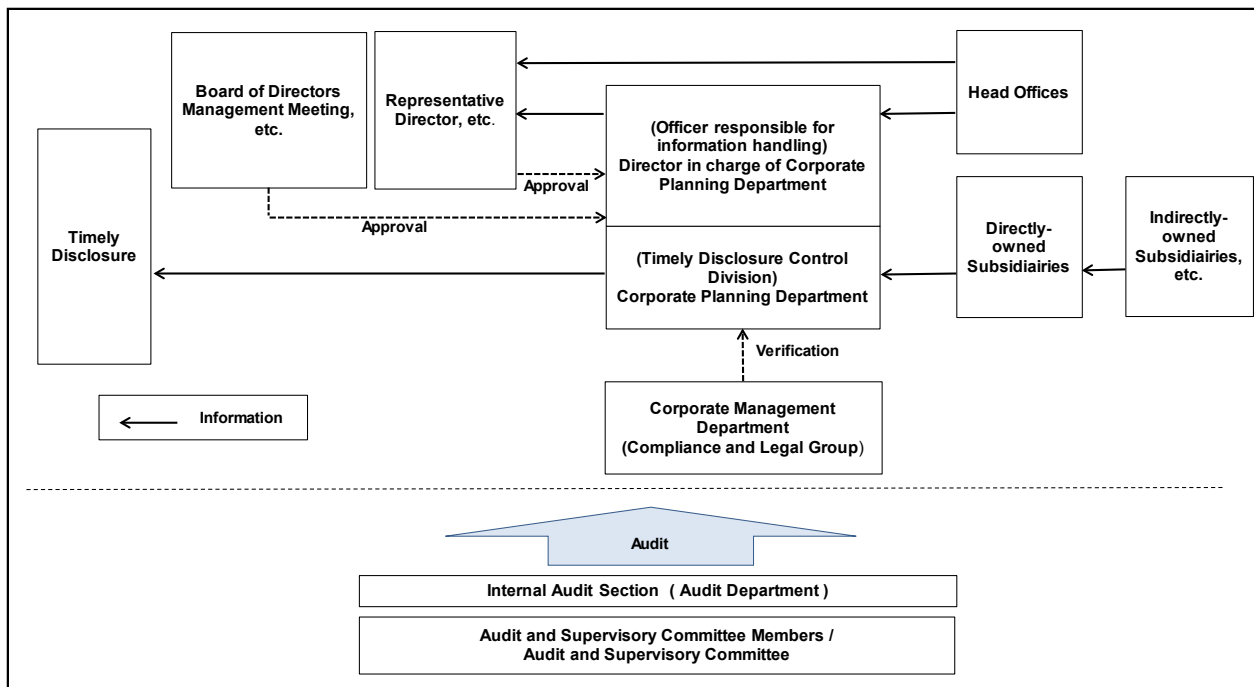 Board of Directors
Management Meeting,
etc.
Representative
Director, etc.
(Officer responsible for
information handling)
Director in charge of Corporate
Planning Department
Head Offices
Approval
Approval
Timely
Disclosure
(Timely Disclosure Control
Division)
Corporate Planning Department
Directly-
owned
Subsidiairies
Indirectly-
owned
Subsidiairies,
etc.
Verification
Information
Corporate Management
Department
(Compliance and Legal Group)
Audit
Internal Audit Section ( Audit Department )
Audit and Supervisory Committee Members /
Audit and Supervisory Committee